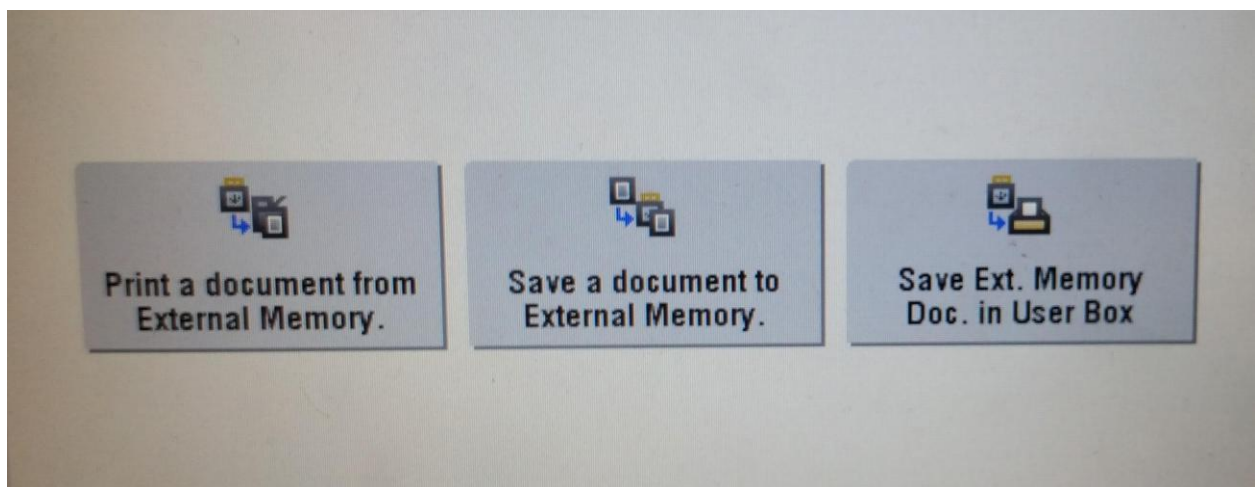 Print a document from
External Memory.
Save a document to
External Memory.
Save Ext. Memory
Doc. in User Box